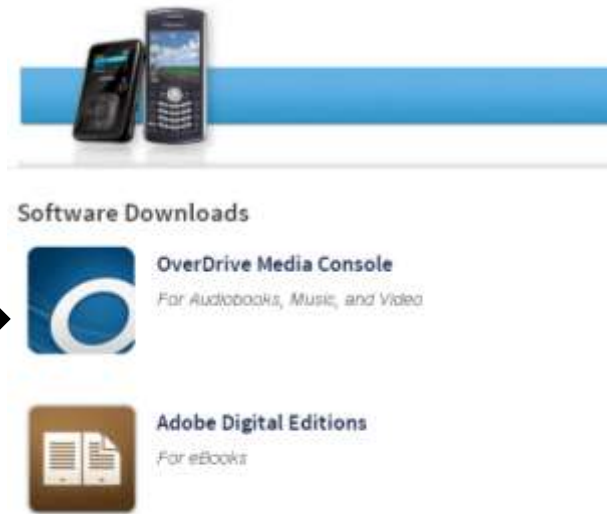 Software Downloads
OverDrive Media Console
For Audiobooks, Music, and Video
Adobe Digital Editions
For eBooks